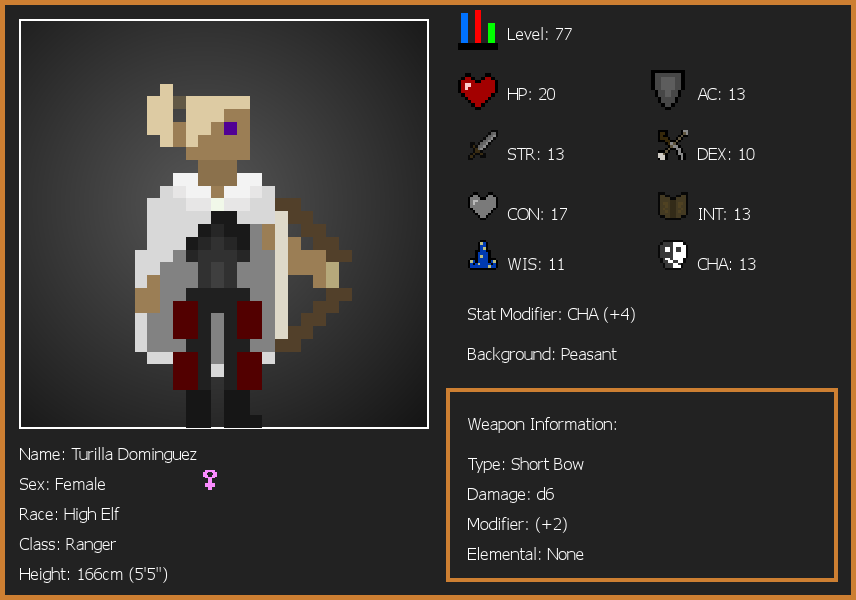 Level: 77
HP: 20
AC: 13
STR: 13
DEX: 10
CON: 17
INT: 13
WIS: 11
CHA: 13
Stat Modifier: CHA (+4)
Background: Peasant
Weapon Information:
Type: Short Bow
Damage: d6
Modifier: (+2)
Elemental: None
Name: Turilla Dominguez
Sex: Female
Race: High Elf
Class: Ranger
Height: 166cm (5'5")